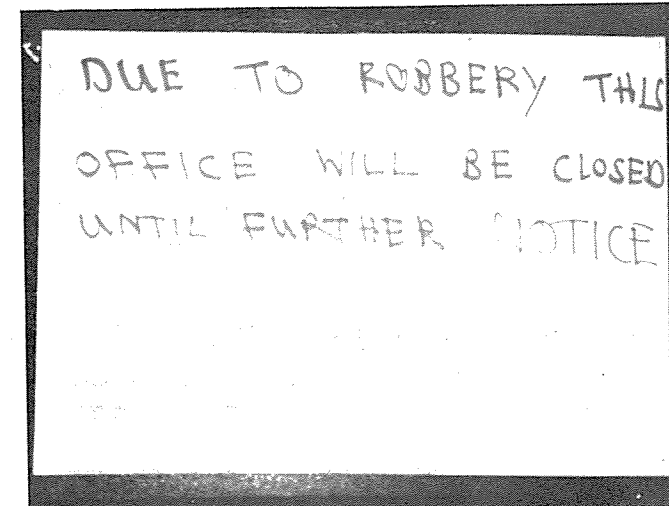 DUE TO ROBBERY THIS
OFFICE WILL BE CLOSED
UNTIL FURTHER NOTICE